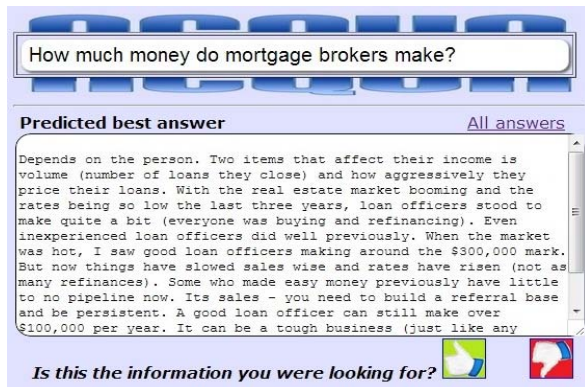 How much money do mortgage brokers make?
Predicted best answer All answers
Depends on the person. Two items that affect their income is
volume (number of loans they close) and how aggressively they
price their loans. With the real estate market booming and the
rates being so low the last three years, loan officers stood to
make quite a bit (everyone was buying and refinancing). Even
inexperienced loan officers did well previously. When the market
was hot, I saw good loan officers making around the $300,000 mark.
But now things have slowed sales wise and rates have risen (not as
many refinances). Some who made easy money previously have little
to no pipeline now. Its sales - you need to build a referral base
and be persistent. A good loan officer can still make over
$100,000 per year. It can be a tough business (just like any
Is this the information you were looking for?